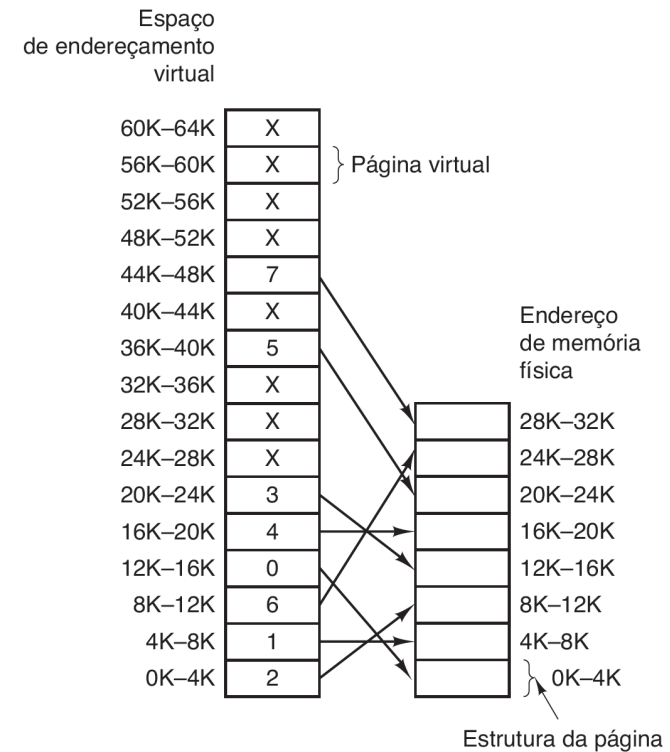 Espaço
de endereçamento
virtual
60K–64K X
56K–60K X Página virtual
52K–56K X
48K–52K X
44K–48K 7
40K–44K X
36K–40K 5
32K–36K X
28K–32K X
24K–28K X
20K–24K 3
16K–20K 4
12K–16K 0
8K–12K 6
4K–8K 1
0K–4K 2
Endereço
de memória
física
28K–32K
24K–28K
20K–24K
16K–20K
12K–16K
8K–12K
4K–8K
0K–4K
Estrutura da página